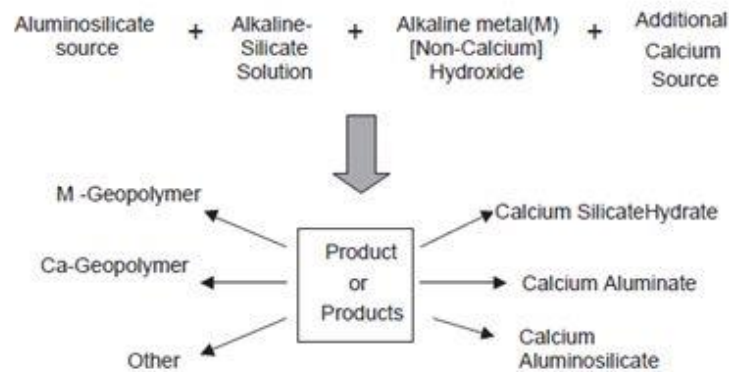 Aluminosilicate
source
+
Alkaline-
Silicate
Solution
+
Alkaline metal(M)
[Non-Calcium]
Hydroxide
+
Additional
Calcium
Source
M -Geopolymer
Ca-Geopolymer
Other
Product
or
Products
Calcium SilicateHydrate
Calcium Aluminate
Calcium
Aluminosilicate